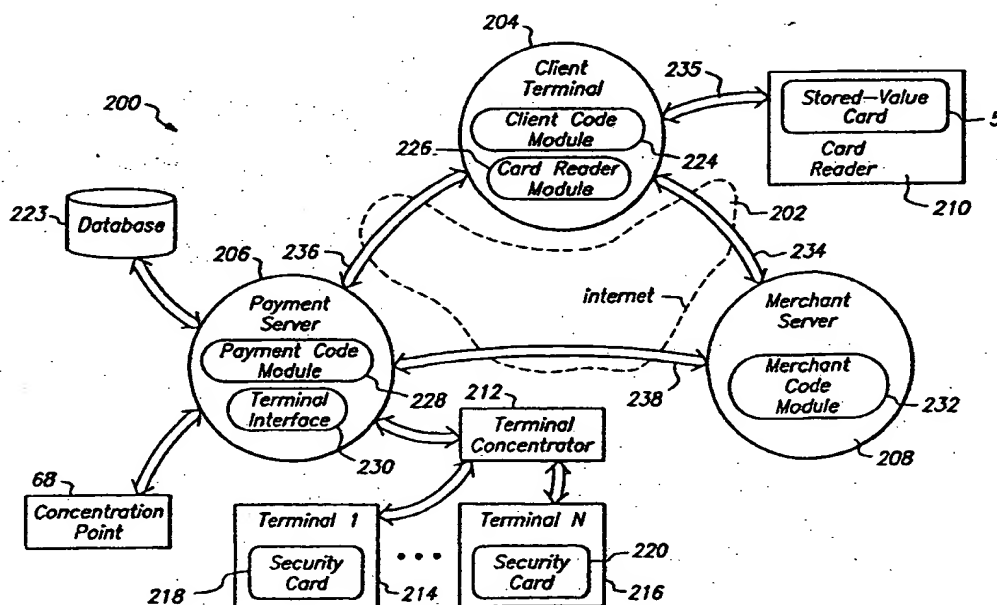 204
Client
Terminal
235
200
Client Code
Module
Stored-Value
Card
5
226
Card Reader
Module
224
Card
Reader
210
223
Database
202
206
236
234
internet
Payment
Server
Merchant
Server
Payment Code
Module
Merchant
Code
Module
228
212
238
232
Terminal
Interface
Terminal
Concentrator
230
208
68
Concentration
Point
Terminal 1
Terminal N
220
Security
Card
...
Security
Card
218
214
216